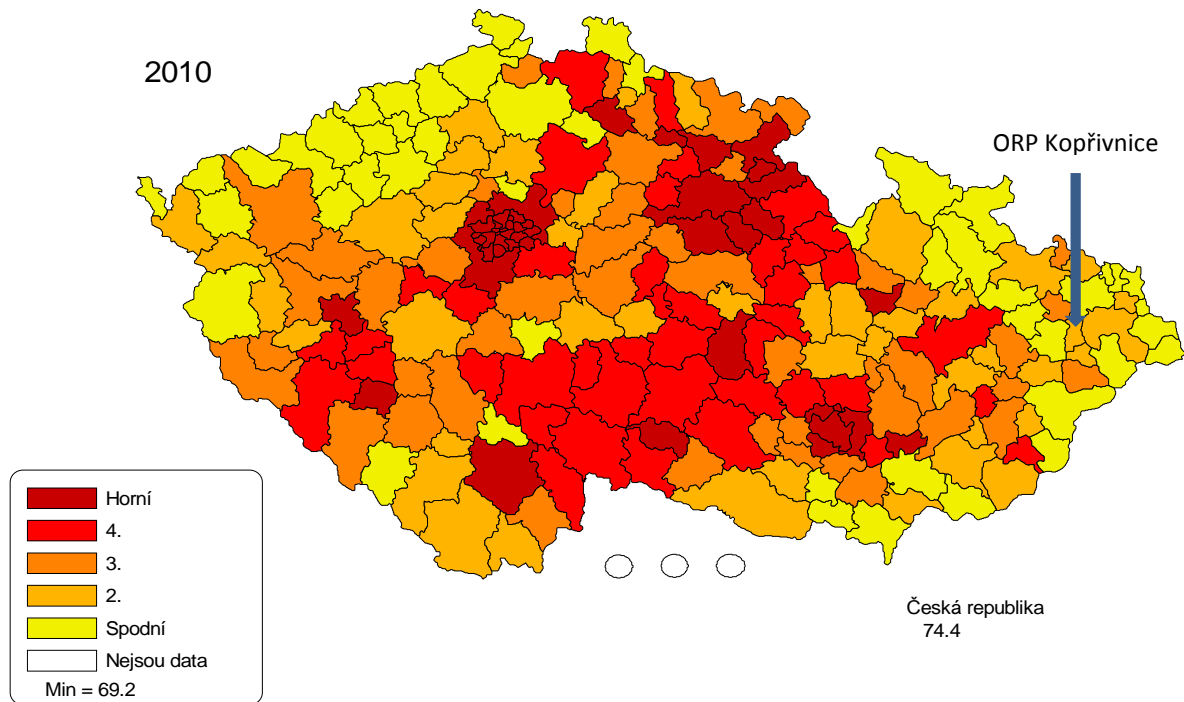 2010
ORP Kopřivnice
Horní
4.
3.
2.
Spodní
Nejsou data
Min = 69.2
Česká republika
74.4